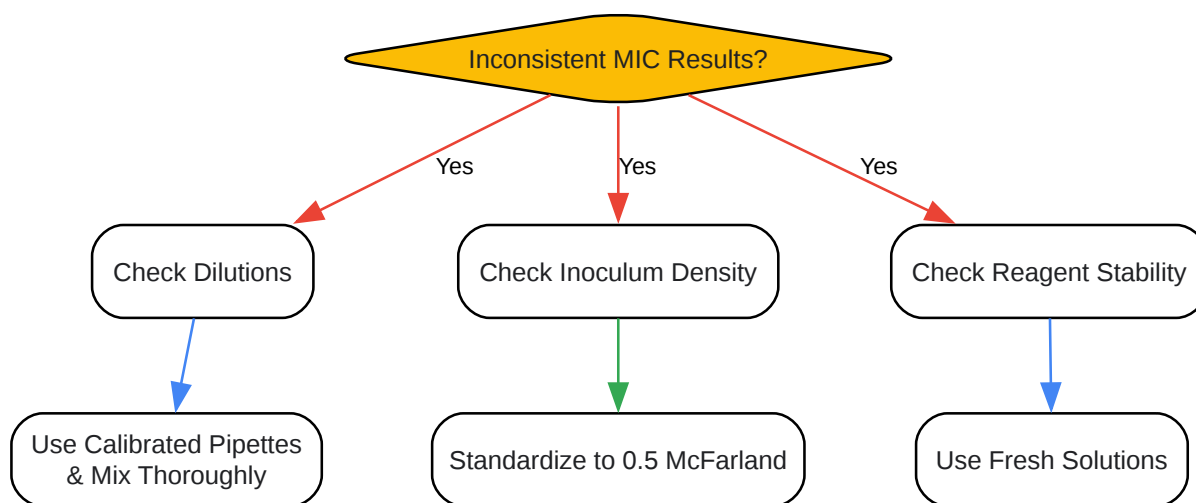 Inconsistent MIC Results?
Yes
Yes
Yes
Check Dilutions
Check Inoculum Density
Check Reagent Stability
Use Calibrated Pipettes
& Mix Thoroughly
Standardize to 0.5 McFarland
Use Fresh Solutions